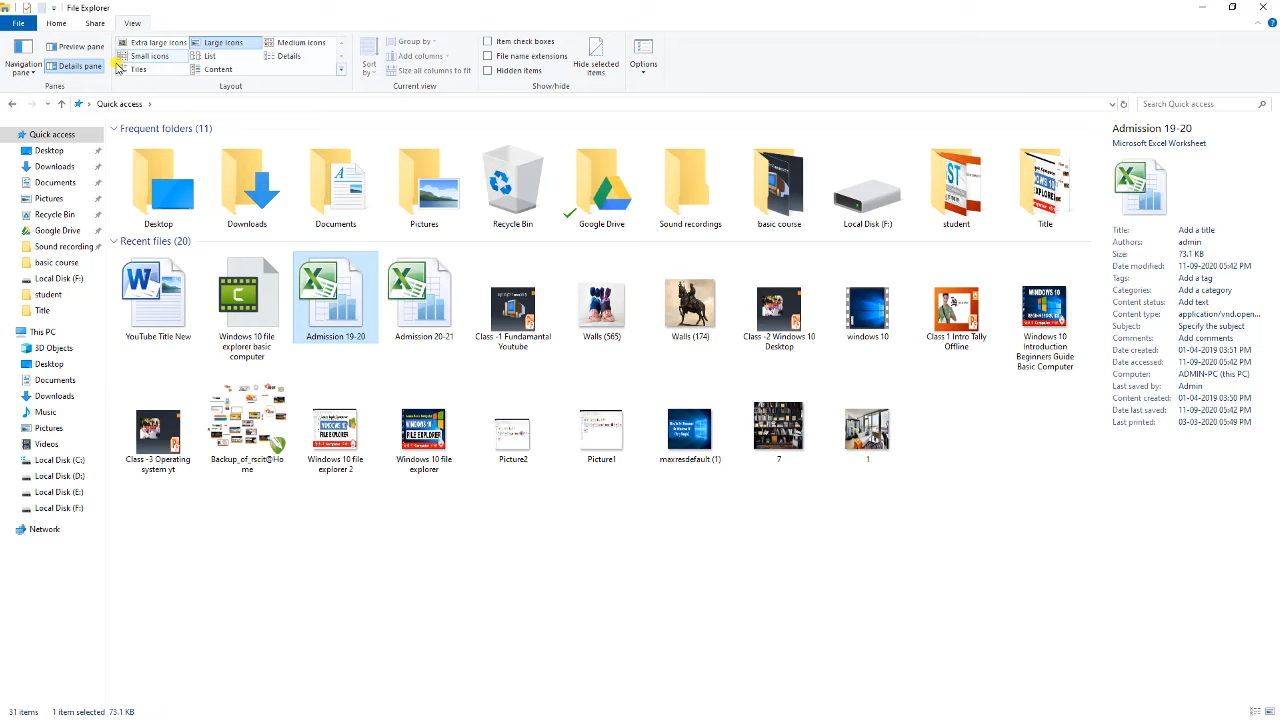 File Explorer
File Home Share View
Navigation pane
Preview pane
Details pane
Panes
Extra large icons Large icons Medium icons
Small icons List Details
Tiles Content
Layout
Sort by
Group by
Add columns
Size all columns to fit
Current view
Item check boxes
File name extensions
Hidden items
Hide selected items
Show/hide
Options
Quick access
Search Quick access
Quick access
Desktop
Downloads
Documents
Pictures
Recycle Bin
Google Drive
Sound recording
basic course
Local Disk (F:)
student
Title
This PC
3D Objects
Desktop
Documents
Downloads
Music
Pictures
Videos
Local Disk (C:)
Local Disk (D:)
Local Disk (E:)
Local Disk (F:)
Network
Frequent folders (11)
Desktop Downloads Documents Pictures Recycle Bin Google Drive Sound recordings basic course Local Disk (F:) student Title
Recent files (20)
YouTube Title New
Windows 10 file explorer basic computer
Admission 19-20
Admission 20-21
Class -1 Fundamantal Youtube
Walls (565)
Walls (174)
Class -2 Windows 10 Desktop
windows 10
Class 1 Intro Tally Offline
Windows 10 Introduction Beginners Guide Basic Computer
Class -3 Operating system yt
Backup_of_rscit@Home
Windows 10 file explorer 2
Windows 10 file explorer
Picture2
Picture1
maxresdefault (1)
7
1
Admission 19-20
Microsoft Excel Worksheet
Title: Add a title
Authors: admin
Size: 73.1 KB
Date modified: 11-09-2020 05:42 PM
Tags: Add a tag
Categories: Add a category
Content status: Add text
Content type: application/vnd.open...
Subject: Specify the subject
Comments: Add comments
Date created: 01-04-2019 03:51 PM
Date accessed: 11-09-2020 05:42 PM
Computer: ADMIN-PC (this PC)
Last saved by: Admin
Content created: 01-04-2019 03:50 PM
Date last saved: 11-09-2020 05:42 PM
Last printed: 03-03-2020 05:49 PM
31 items 1 item selected 73.1 KB